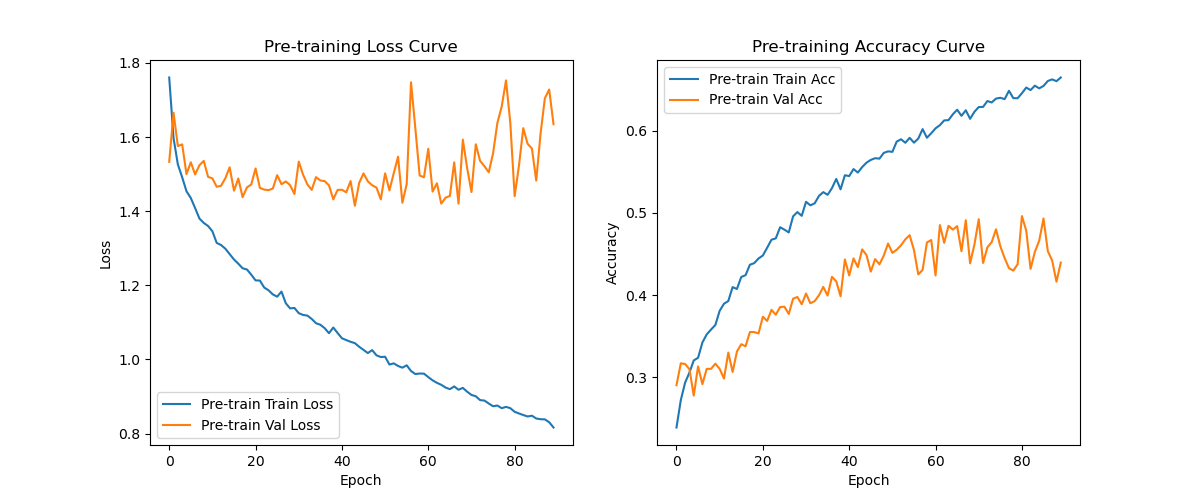 Pre-training Loss Curve
1.8
1.6
1.4
1.2
1.0
0.8
Loss
0 20 40 60 80
Epoch
Pre-train Train Loss
Pre-train Val Loss
Pre-training Accuracy Curve
Pre-train Train Acc
Pre-train Val Acc
0.6
0.5
0.4
0.3
Accuracy
0 20 40 60 80
Epoch